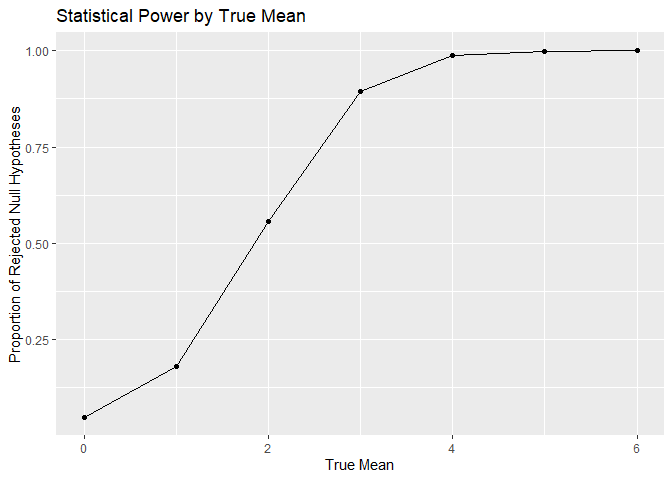 Statistical Power by True Mean
Proportion of Rejected Null Hypotheses
1.00
0.75
0.50
0.25
0 2 4 6
True Mean